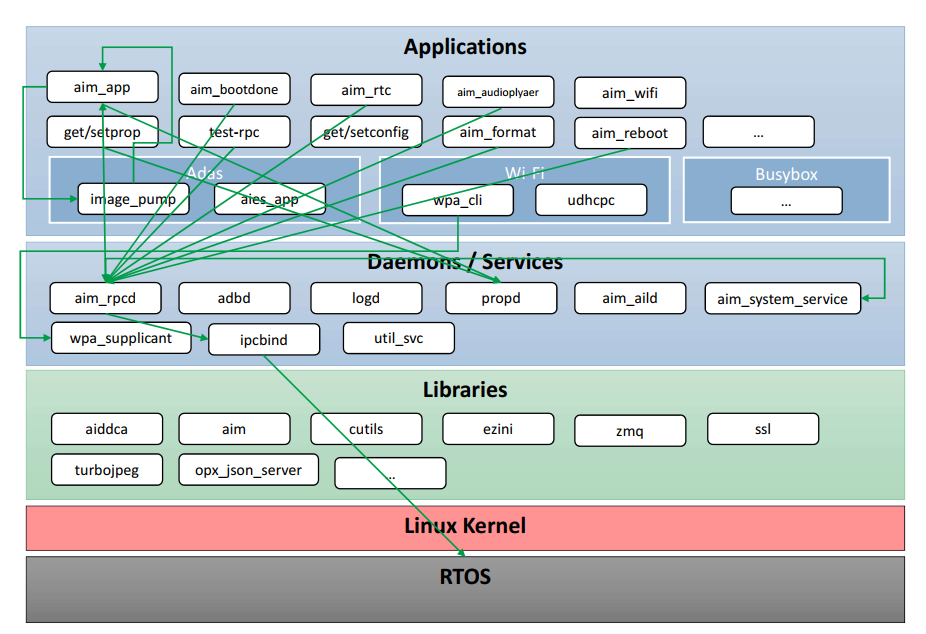 Applications
aim_app
aim_bootdone
aim_rtc
aim_audioplyaer
aim_wifi
get/setprop
test-rpc
get/setconfig
aim_format
aim_reboot
...
Adas
Wi-Fi
Busybox
image_pump
aies_app
wpa_cli
udhcpc
...
Daemons / Services
aim_rpcd
adbd
logd
propd
aim_aild
aim_system_service
wpa_supplicant
ipcbind
util_svc
Libraries
aiddca
aim
cutils
ezini
zmq
ssl
turbojpeg
opx_json_server
...
Linux Kernel
RTOS